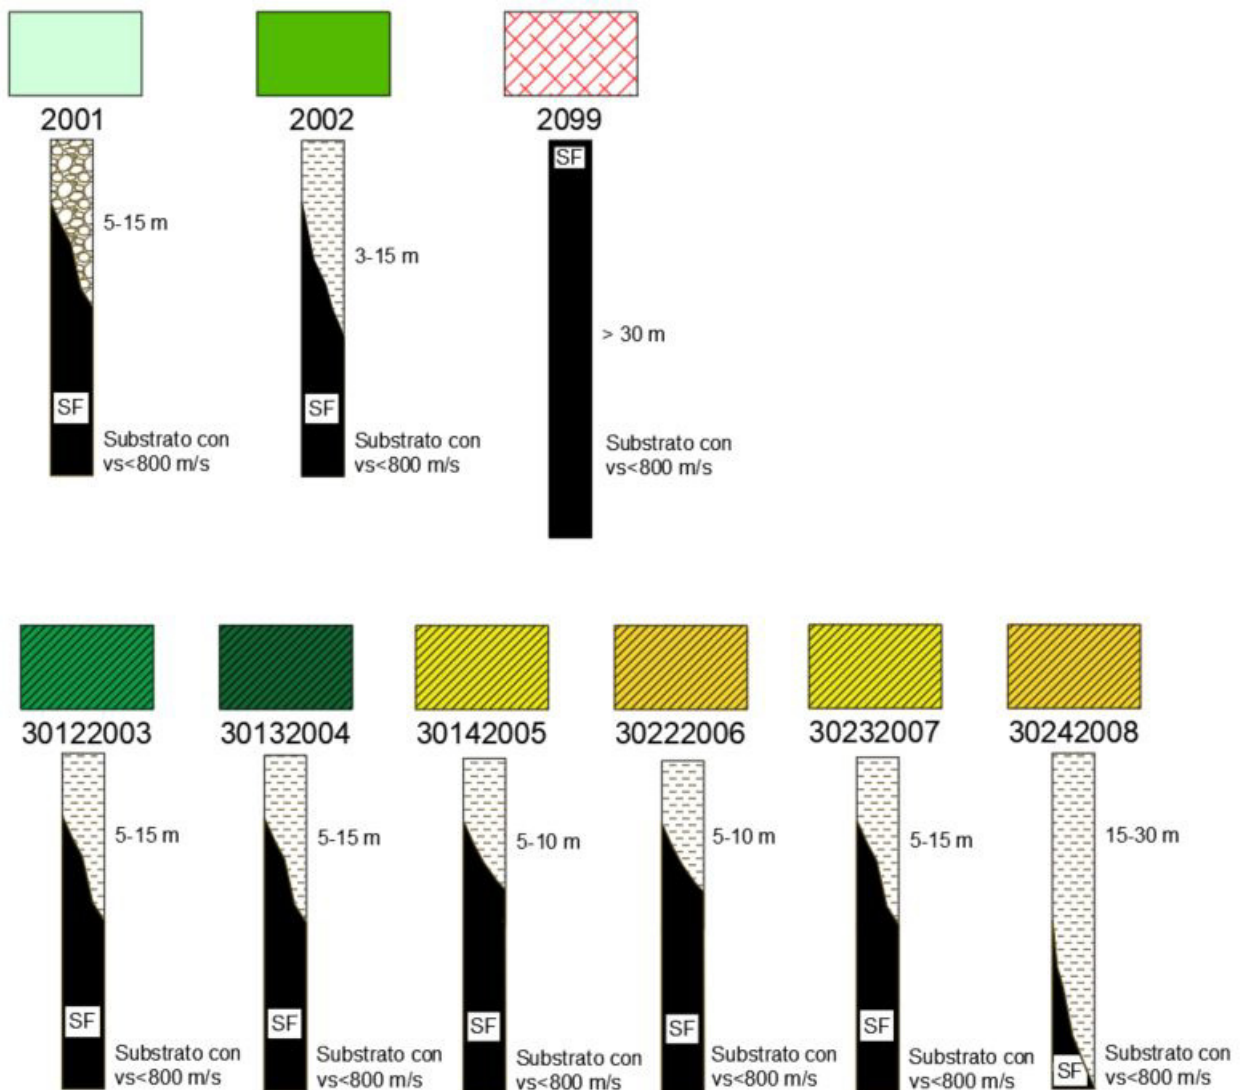 2001
2002
2099
SF
5-15 m
3-15 m
> 30 m
SF
SF
Substrato con
vs<800 m/s
Substrato con
vs<800 m/s
Substrato con
vs<800 m/s
30122003
30132004
30142005
30222006
30232007
30242008
5-15 m
5-15 m
5-10 m
5-10 m
5-15 m
15-30 m
SF
SF
SF
SF
SF
SF
Substrato con
vs<800 m/s
Substrato con
vs<800 m/s
Substrato con
vs<800 m/s
Substrato con
vs<800 m/s
Substrato con
vs<800 m/s
Substrato con
vs<800 m/s